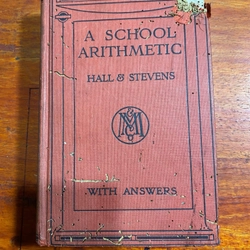 A SCHOOL
ARITHMETIC
HALL & STEVENS
WITH ANSWERS